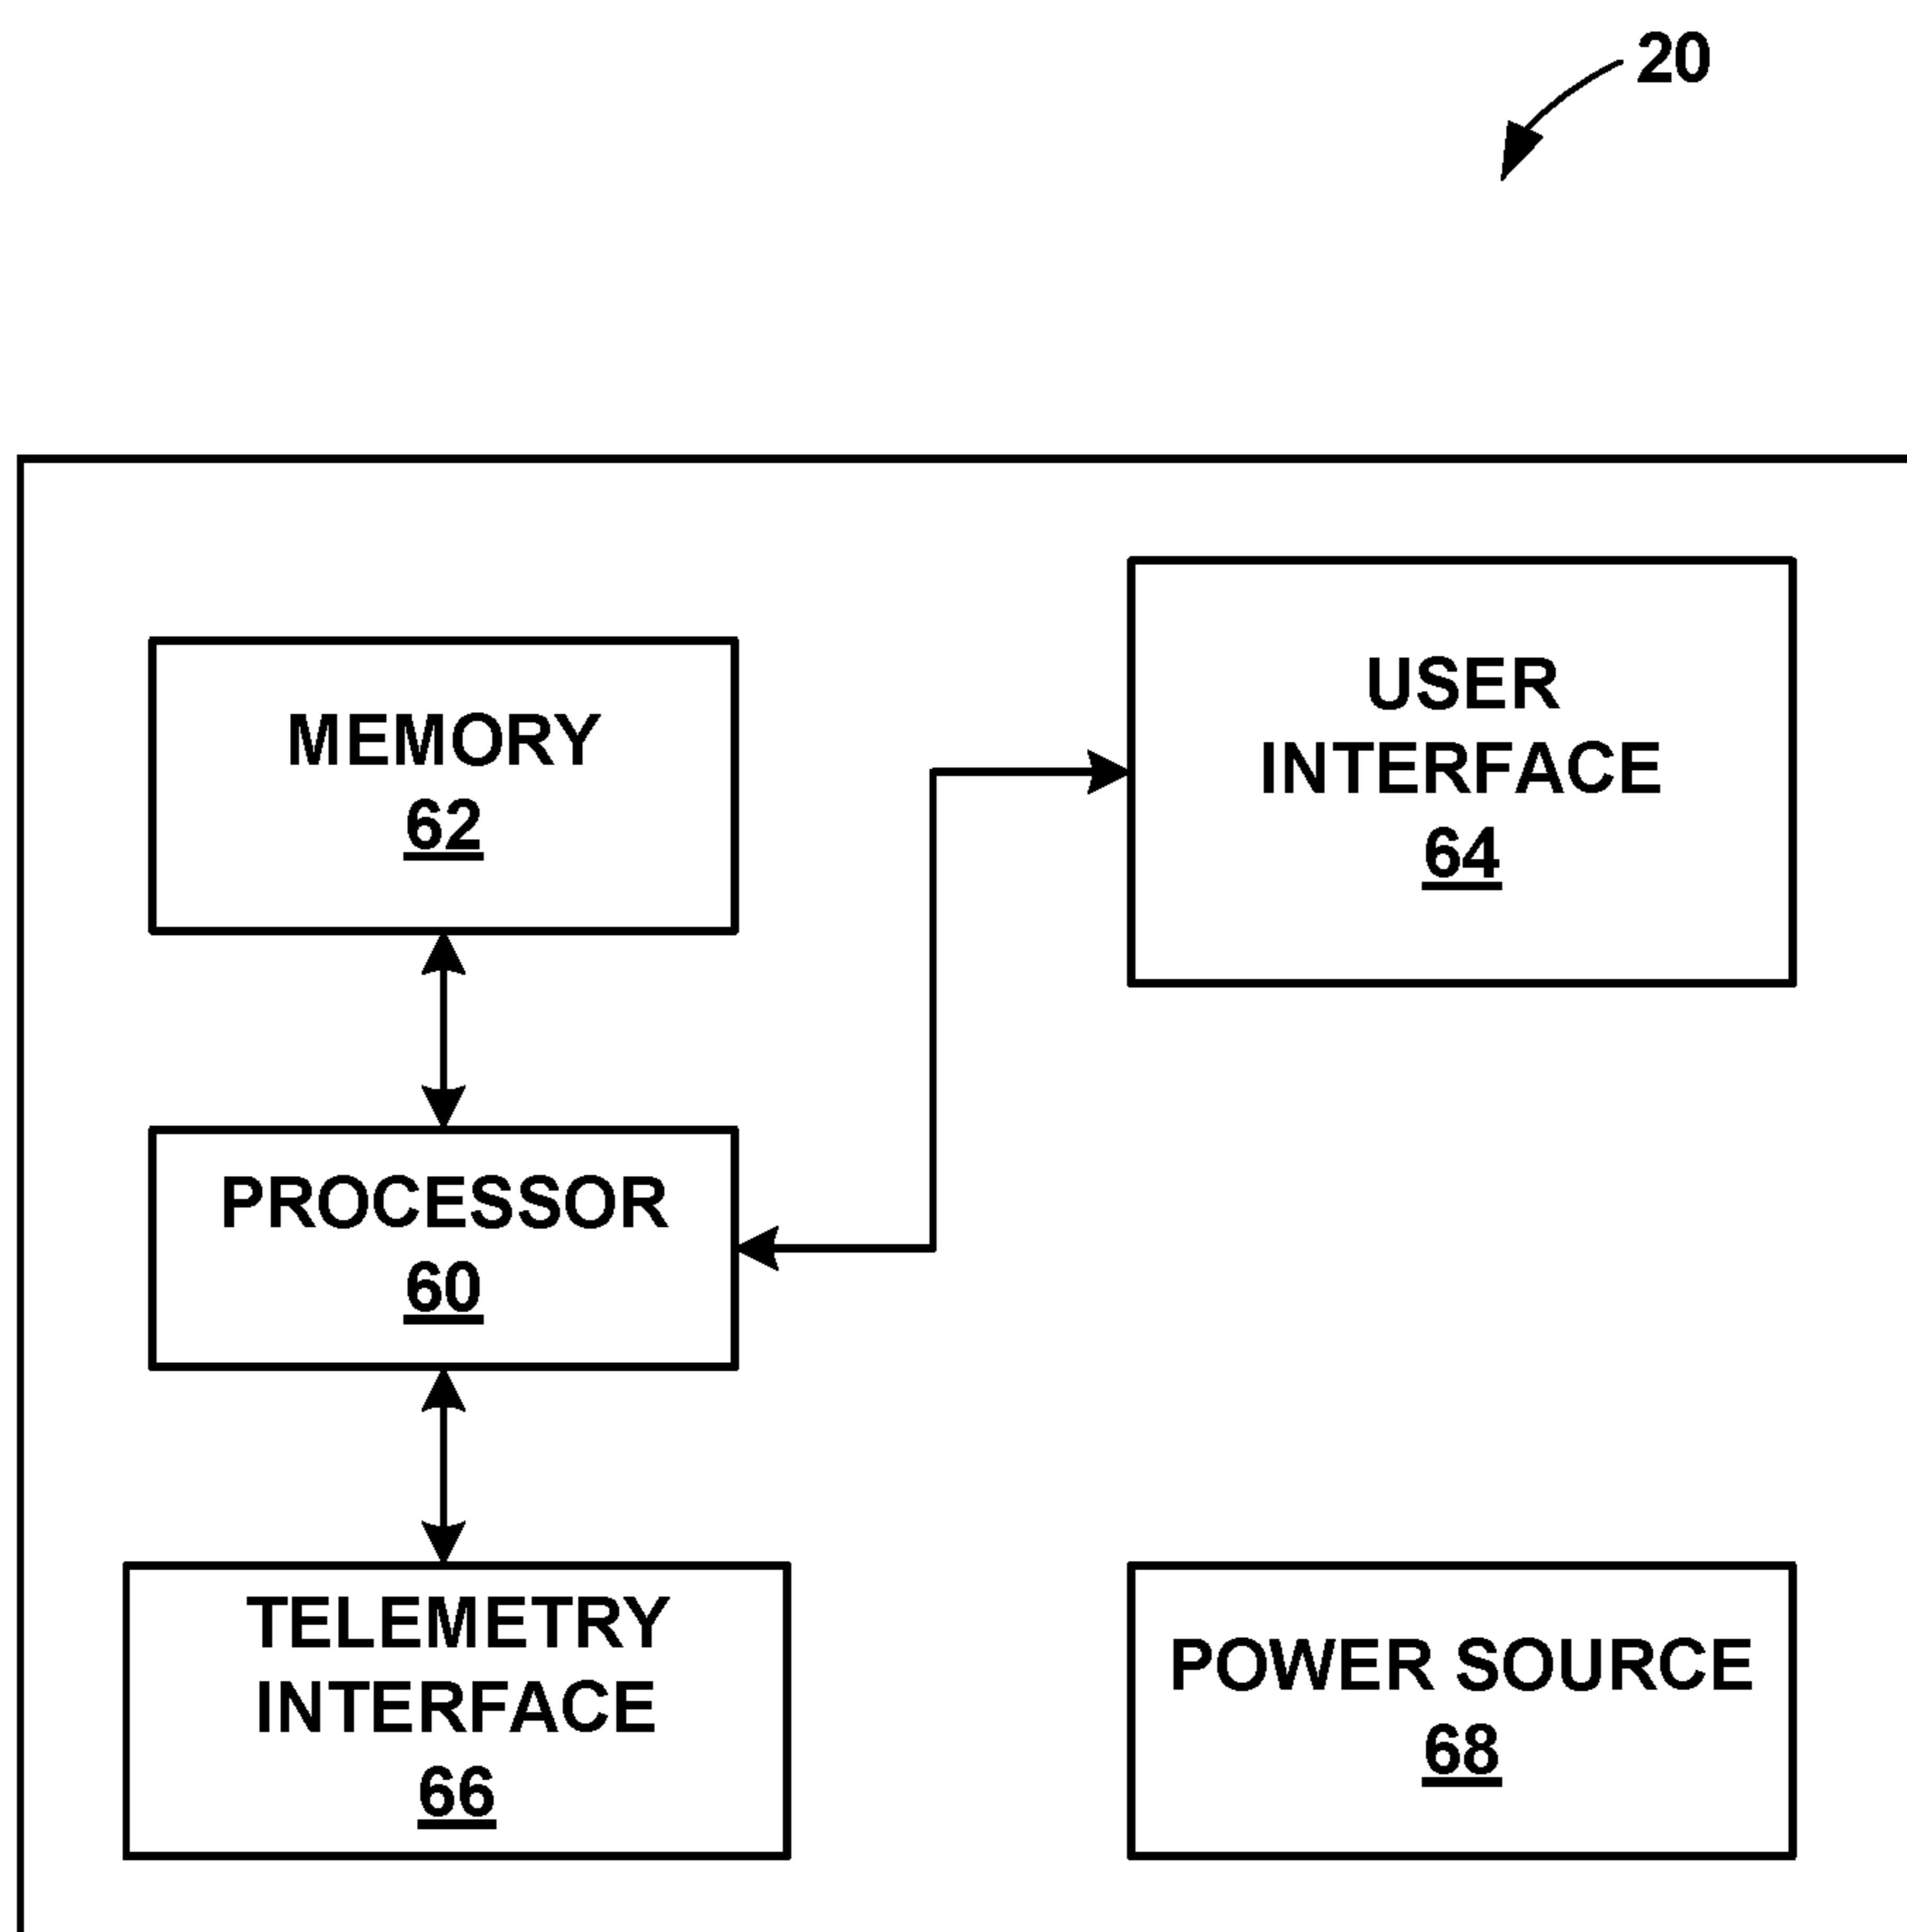 20
MEMORY
62
USER
INTERFACE
64
PROCESSOR
60
TELEMETRY
INTERFACE
66
POWER SOURCE
68